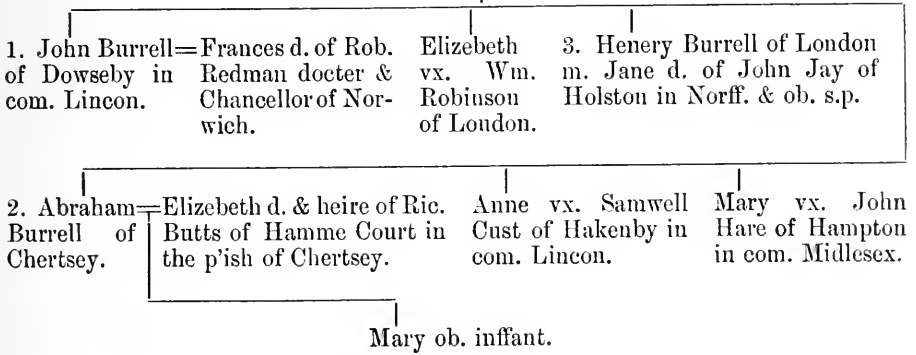 1. John Burrell=Frances d. of Rob.
of Dowseby in
com. Lincon.
Redman docter &
Chancellor of Nor-
wich.
Elizebeth
vx. Wm.
Robinson
of London.
3. Henery Burrell of London
m. Jane d. of John Jay of
Holston in Norff. & ob. s.p.
2. Abraham=Elizebeth d. & heire of Ric.
Burrell of
Chertsey.
Butts of Hamme Court in
the p'ish of Chertsey.
Anne vx. Samwell
Cust of Hakenby in
com. Lincon.
Mary vx. John
Hare of Hampton
in com. Midlesex.
Mary ob. inffant.